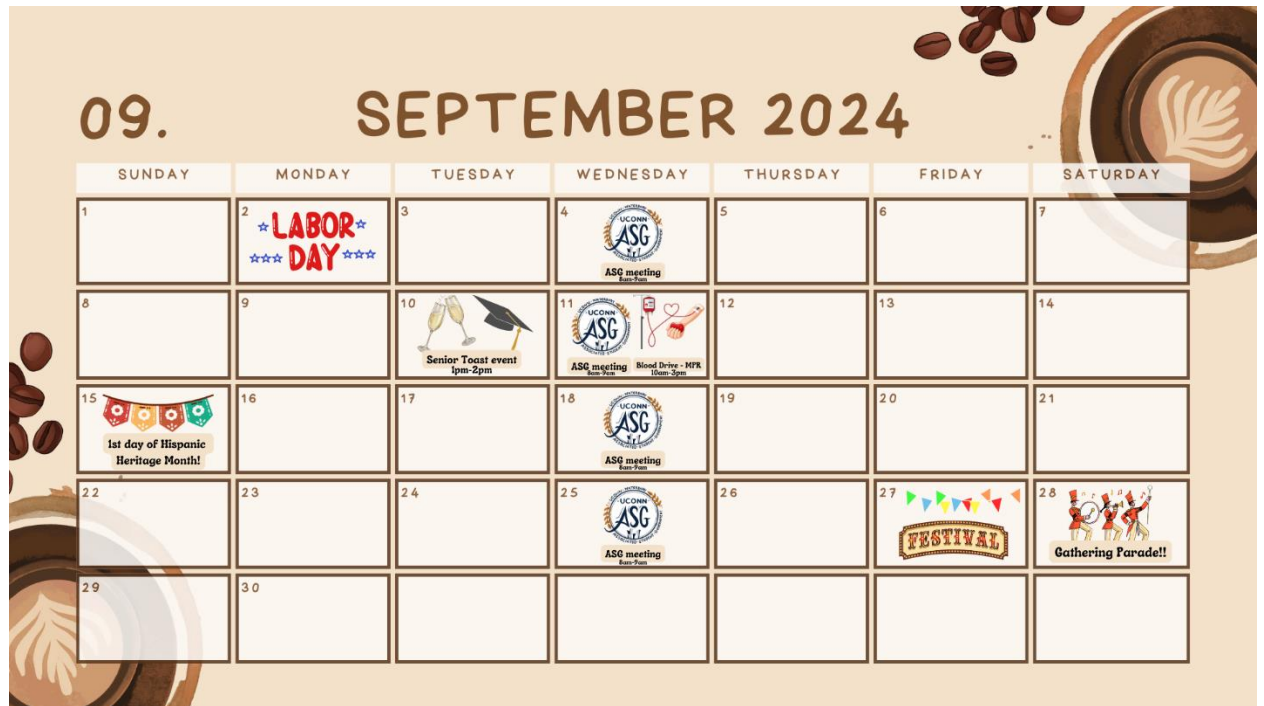 09.
SEPTEMBER 2024
SUNDAY MONDAY TUESDAY WEDNESDAY THURSDAY FRIDAY SATURDAY
1
2
LABOR
DAY
3
4
UCONN
ASG
ASG meeting
8am-9am
5
6
7
8
9
10
Senior Toast event
1pm-2pm
11
UCONN
ASG
ASG meeting
8am-9am
Blood Drive - MPR
10am-3pm
12
13
14
15
1st day of Hispanic
Heritage Month!
16
17
18
UCONN
ASG
ASG meeting
8am-9am
19
20
21
22
23
24
25
UCONN
ASG
ASG meeting
8am-9am
26
27
FESTIVAL
28
Gathering Parade!!
29
30